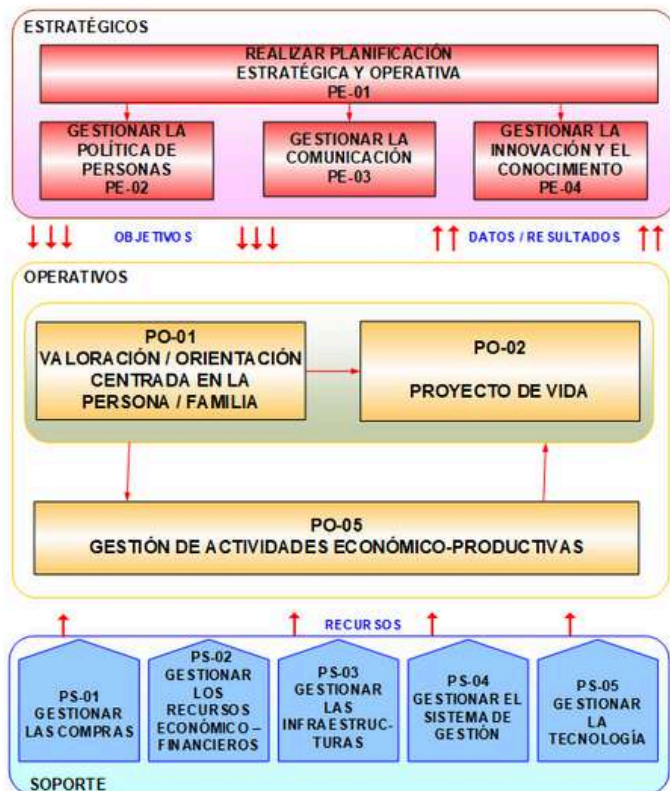 ESTRATÉGICOS
REALIZAR PLANIFICACIÓN
ESTRATÉGICA Y OPERATIVA
PE-01
GESTIONAR LA
POLÍTICA DE
PERSONAS
PE-02
GESTIONAR LA
COMUNICACIÓN
PE-03
GESTIONAR LA
INNOVACIÓN Y EL
CONOCIMIENTO
PE-04
OBJETIVOS
DATOS / RESULTADOS
OPERATIVOS
PO-01
VALORACIÓN / ORIENTACIÓN
CENTRADA EN LA
PERSONA / FAMILIA
PO-02
PROYECTO DE VIDA
PO-05
GESTIÓN DE ACTIVIDADES ECONÓMICO-PRODUCTIVAS
RECURSOS
PS-01
GESTIONAR
LAS COMPRAS
PS-02
GESTIONAR
LOS
RECURSOS
ECONÓMICO –
FINANCIEROS
PS-03
GESTIONAR
LAS
INFRAESTRUC-
TURAS
PS-04
GESTIONAR EL
SISTEMA DE
GESTIÓN
PS-05
GESTIONAR
LA
TECNOLOGÍA
SOPORTE